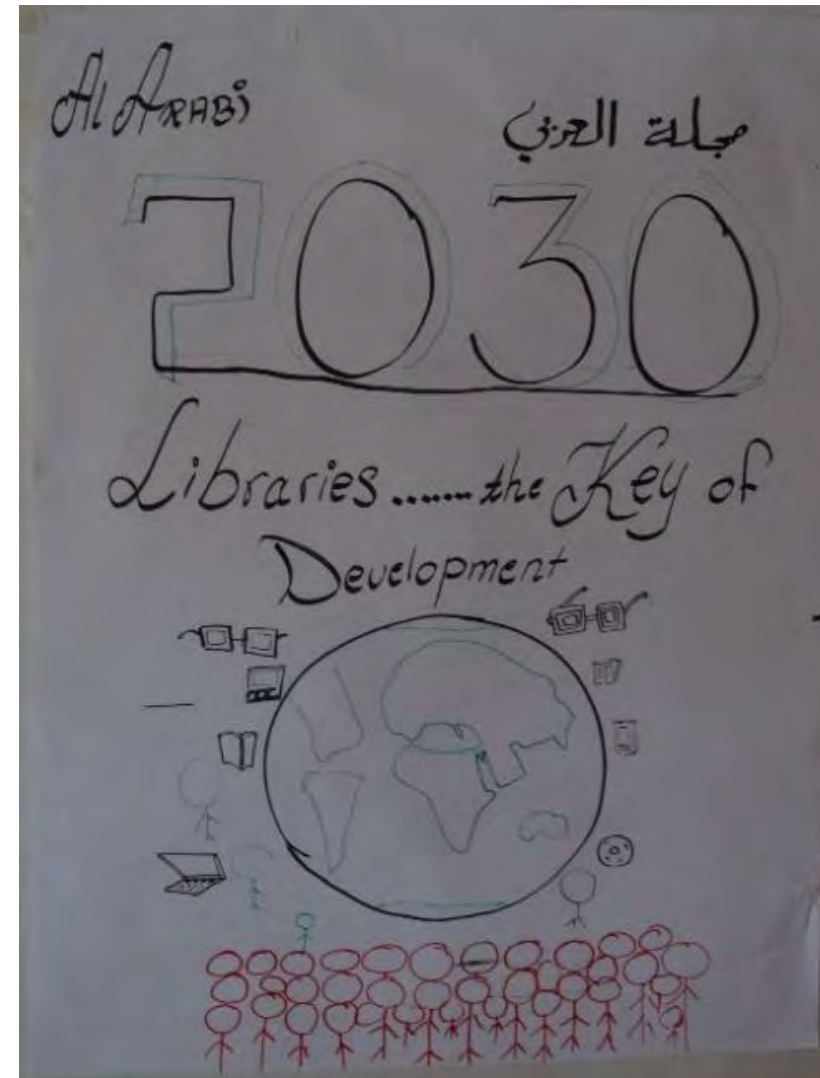 Al ARABi مجلة العربي
2030
Libraries.......the Key of
Development